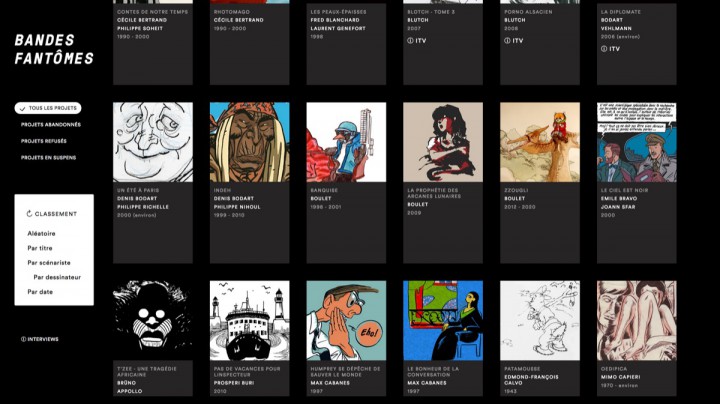 BANDES
FANTÔMES
TOUS LES PROJETS
PROJETS ABANDONNÉS
PROJETS REFUSÉS
PROJETS EN SUSPENS
CLASSEMENT
Aléatoire
Par titre
Par scénariste
Par dessinateur
Par date
INTERVIEWS
CONTES DE NOTRE TEMPS
CÉCILE BERTRAND
PHILIPPE SOHEIT
1990 - 2000
RHOTOMAGO
CÉCILE BERTRAND
1990 - 2000
LES PEAUX-ÉPAISSES
FRED BLANCHARD
LAURENT GENEFORT
1998
BLOTCH - TOME 3
BLUTCH
2007
ITV
PORNO ALSACIEN
BLUTCH
2008
ITV
LA DIPLOMATE
BODART
VEHLMANN
2006 (environ)
ITV
UN ÉTÉ À PARIS
DENIS BODART
PHILIPPE RICHELLE
2000 (environ)
INDEH
DENIS BODART
PHILIPPE NIHOUL
1999 - 2010
BANQUISE
BOULET
1998 - 2001
LA PROPHÉTIE DES
ARCANES LUNAIRES
BOULET
2009
ZZOUGLI
BOULET
2012 - 2020
LE CIEL EST NOIR
EMILE BRAVO
JOANN SFAR
2000
T'ZÉE - UNE TRAGÉDIE
AFRICAINE
BRÜNO
APPOLLO
PAS DE VACANCES POUR
L'INSPECTEUR
PROSPERI BURI
2010
Eho!
HUMPREY SE DÉPÊCHE DE
SAUVER LE MONDE
MAX CABANES
1997
LE BONHEUR DE LA
CONVERSATION
MAX CABANES
1997
PATAMOUSSE
EDMOND-FRANÇOIS
CALVO
1943
OEDIPICA
MIMO CAPIERI
1970 - environ